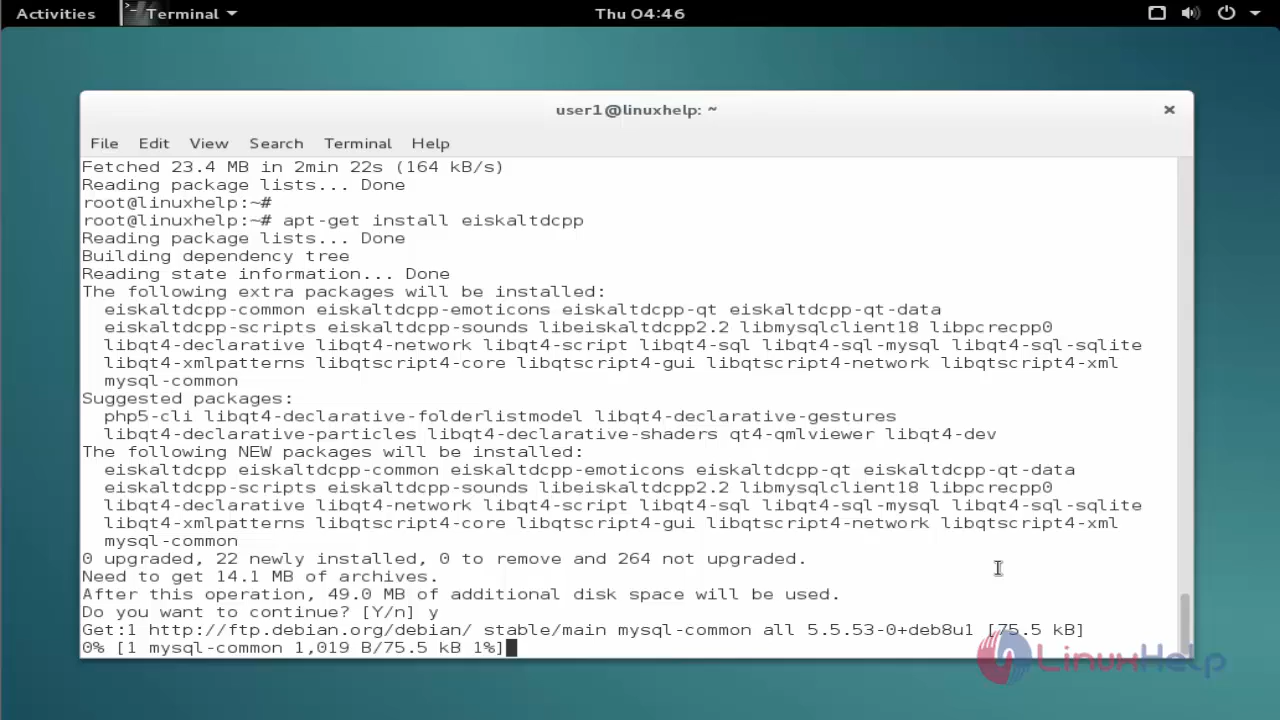 Activities Terminal Thu 04:46
user1@linuxhelp: ~
File Edit View Search Terminal Help
Fetched 23.4 MB in 2min 22s (164 kB/s)
Reading package lists... Done
root@linuxhelp:~#
root@linuxhelp:~# apt-get install eiskaltdcpp
Reading package lists... Done
Building dependency tree
Reading state information... Done
The following extra packages will be installed:
eiskaltdcpp-common eiskaltdcpp-emoticons eiskaltdcpp-qt eiskaltdcpp-qt-data
eiskaltdcpp-scripts eiskaltdcpp-sounds libeiskaltdcpp2.2 libmysqlclient18 libpcrecpp0
libqt4-declarative libqt4-network libqt4-script libqt4-sql libqt4-sql-mysql libqt4-sql-sqlite
libqt4-xmlpatterns libqtscript4-core libqtscript4-gui libqtscript4-network libqtscript4-xml
mysql-common
Suggested packages:
php5-cli libqt4-declarative-folderlistmodel libqt4-declarative-gestures
libqt4-declarative-particles libqt4-declarative-shaders qt4-qmlviewer libqt4-dev
The following NEW packages will be installed:
eiskaltdcpp eiskaltdcpp-common eiskaltdcpp-emoticons eiskaltdcpp-qt eiskaltdcpp-qt-data
eiskaltdcpp-scripts eiskaltdcpp-sounds libeiskaltdcpp2.2 libmysqlclient18 libpcrecpp0
libqt4-declarative libqt4-network libqt4-script libqt4-sql libqt4-sql-mysql libqt4-sql-sqlite
libqt4-xmlpatterns libqtscript4-core libqtscript4-gui libqtscript4-network libqtscript4-xml
mysql-common
0 upgraded, 22 newly installed, 0 to remove and 264 not upgraded.
Need to get 14.1 MB of archives.
After this operation, 49.0 MB of additional disk space will be used.
Do you want to continue? [Y/n] y
Get:1 http://ftp.debian.org/debian/ stable/main mysql-common all 5.5.53-0+deb8u1 [75.5 kB]
0% [1 mysql-common 1,019 B/75.5 kB 1%]
LinuxHelp